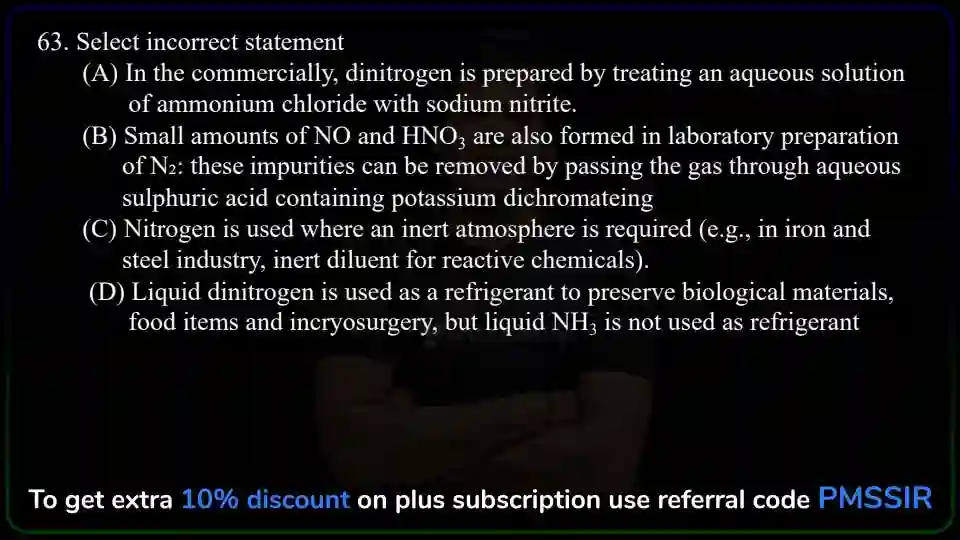 63. Select incorrect statement
(A) In the commercially, dinitrogen is prepared by treating an aqueous solution
of ammonium chloride with sodium nitrite.
(B) Small amounts of NO and HNO₃ are also formed in laboratory preparation
of N₂: these impurities can be removed by passing the gas through aqueous
sulphuric acid containing potassium dichromateing
(C) Nitrogen is used where an inert atmosphere is required (e.g., in iron and
steel industry, inert diluent for reactive chemicals).
(D) Liquid dinitrogen is used as a refrigerant to preserve biological materials,
food items and incryosurgery, but liquid NH₃ is not used as refrigerant
To get extra 10% discount on plus subscription use referral code PMSSIR